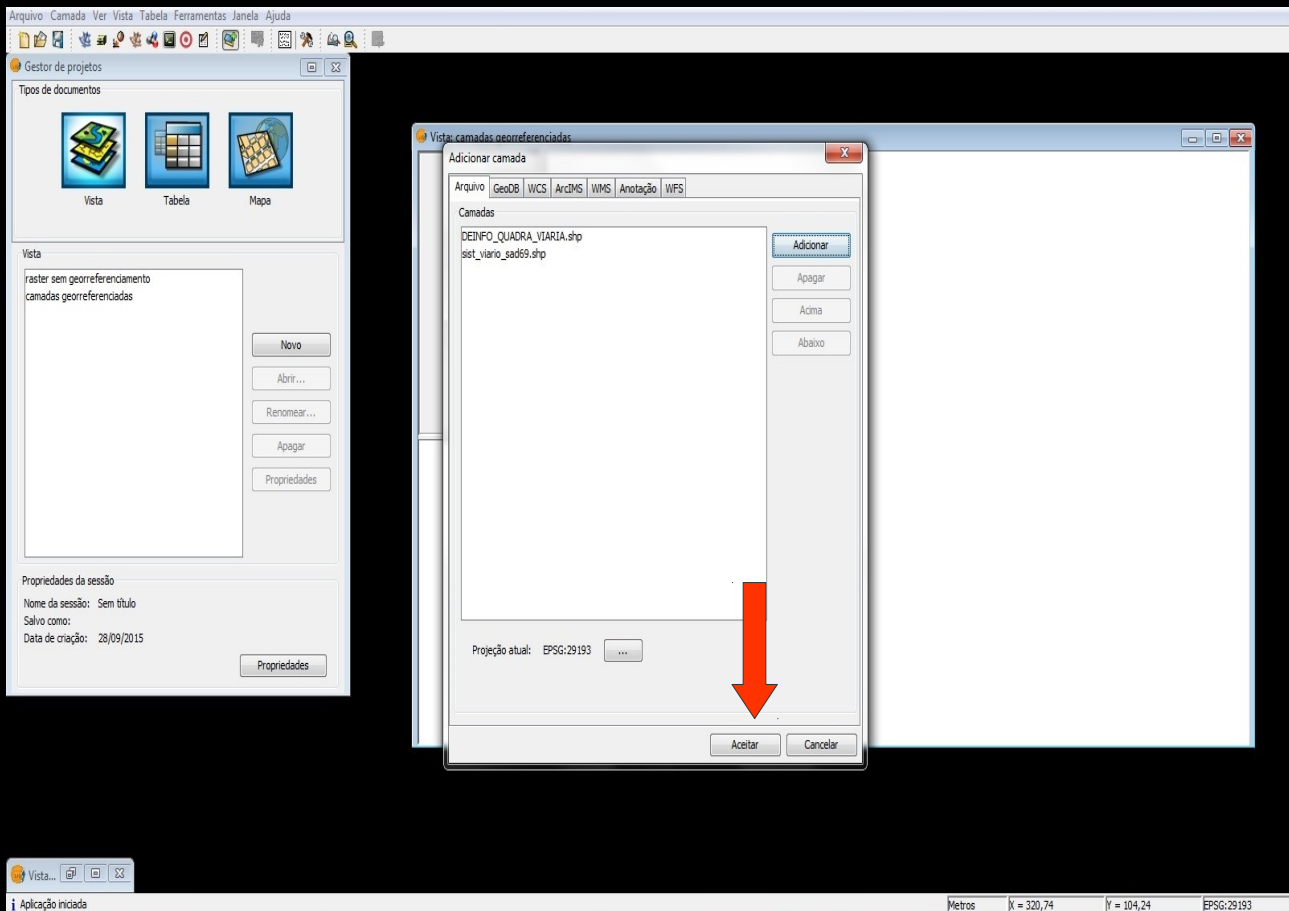 Arquivo Camada Ver Vista Tabela Ferramentas Janela Ajuda
Gestor de projetos
Tipos de documentos
Vista Tabela Mapa
Vista
raster sem georreferenciamento
camadas georreferenciadas
Novo
Abrir...
Renomear...
Apagar
Propriedades
Propriedades da sessão
Nome da sessão: Sem título
Salvo como:
Data de criação: 28/09/2015
Propriedades
Vista: camadas georreferenciadas
Adicionar camada
Arquivo GeoDB WCS ArcIMS WMS Anotação WFS
Camadas
DEINFO_QUADRA_VIARIA.shp
sist_viario_sad69.shp
Adicionar
Apagar
Acima
Abaixo
Projeção atual: EPSG:29193 ...
Aceitar Cancelar
Vista...
Aplicação iniciada
Metros X = 320,74 Y = 104,24 EPSG:29193